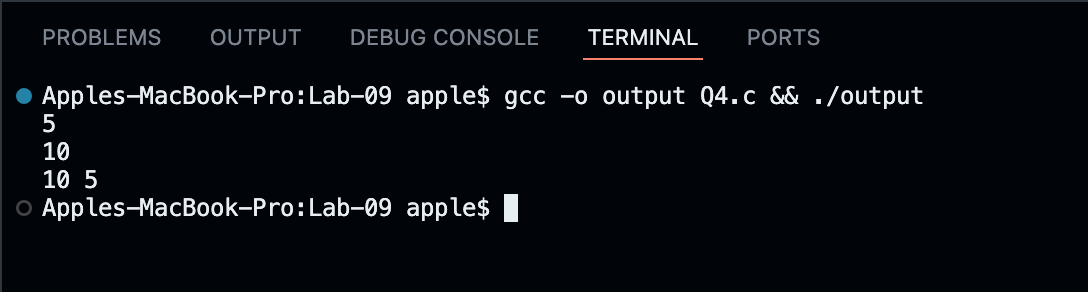 PROBLEMS OUTPUT DEBUG CONSOLE TERMINAL PORTS
Apples-MacBook-Pro:Lab-09 apple$ gcc -o output Q4.c && ./output
5
10
10 5
Apples-MacBook-Pro:Lab-09 apple$